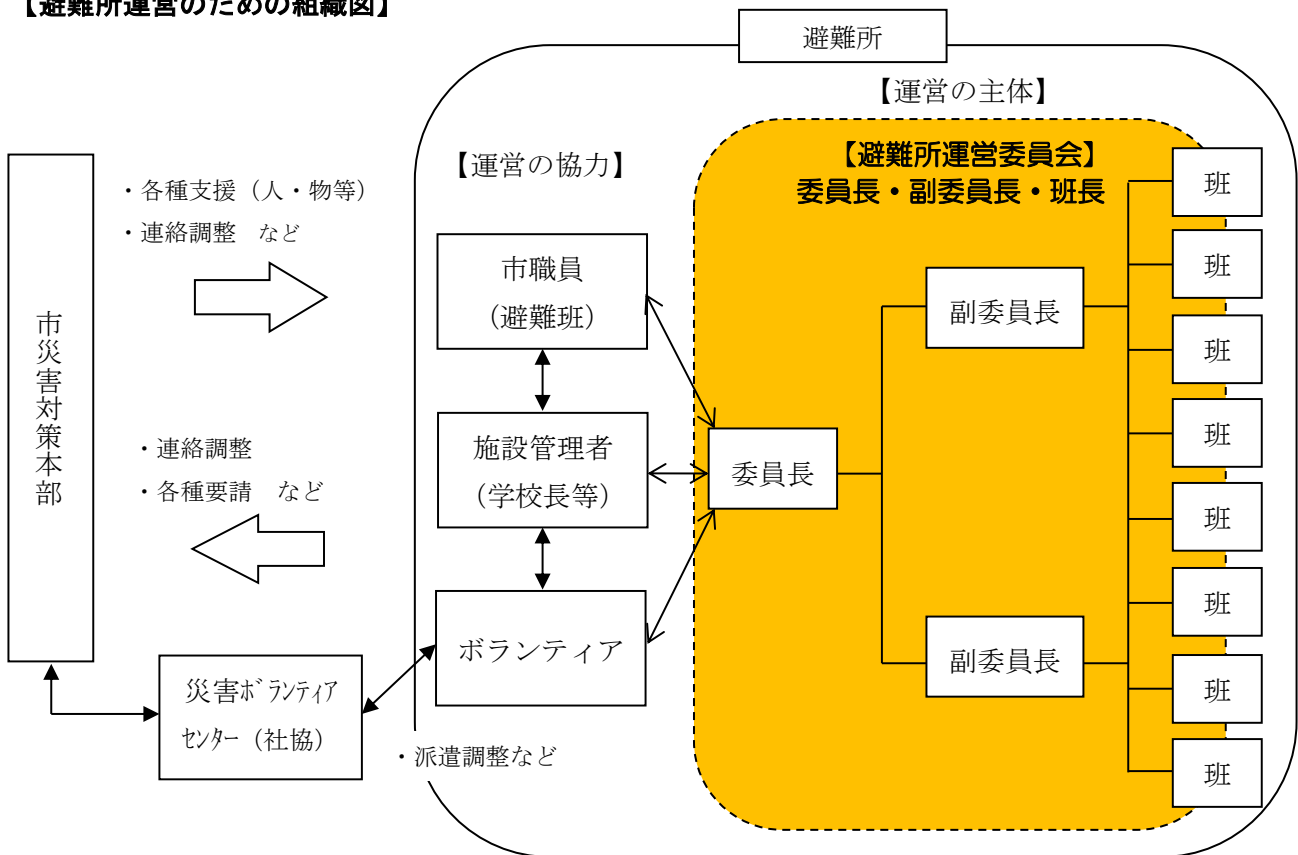 【避難所運営のための組織図】
避難所
【運営の主体】
【避難所運営委員会】
委員長・副委員長・班長
【運営の協力】
・各種支援（人・物等）
・連絡調整　など
市災害対策本部
・連絡調整
・各種要請　など
市職員
（避難班）
施設管理者
（学校長等）
ボランティア
災害ﾎﾞﾗﾝﾃｨｱ
ｾﾝﾀｰ（社協）
・派遣調整など
委員長
副委員長
副委員長
班
班
班
班
班
班
班
班